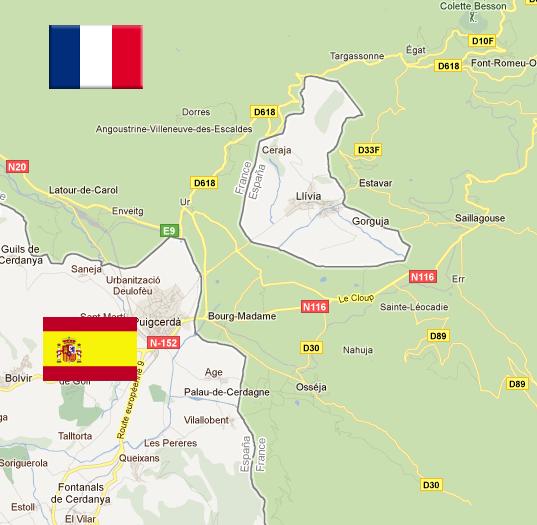 Colette Besson
D10F
Égat
Targassonne
D618
Font-Romeu-O
Dorres
D618
Angoustrine-Villeneuve-des-Escaldes
Ceraja
D33F
N20
France
España
D618
Estavar
Latour-de-Carol
Llívia
Ur
Enveitg
Gorguja
Saillagouse
E9
Guils de
Cerdanya
Saneja
Urbanització
Deulofeu
N116
Err
Le Cloup
N116
Sainte-Léocadie
Sant Martí
Puigcerdà
Bourg-Madame
N-152
D89
D30
Nahuja
Age
Bolvir
de Golf
Osséja
D89
Palau-de-Cerdagne
Route européenne 9
Vilallobent
Talltorta
Les Pereres
España
France
Soriguerola
Queixans
Fontanals
de Cerdanya
D30
Estoll
El Vilar